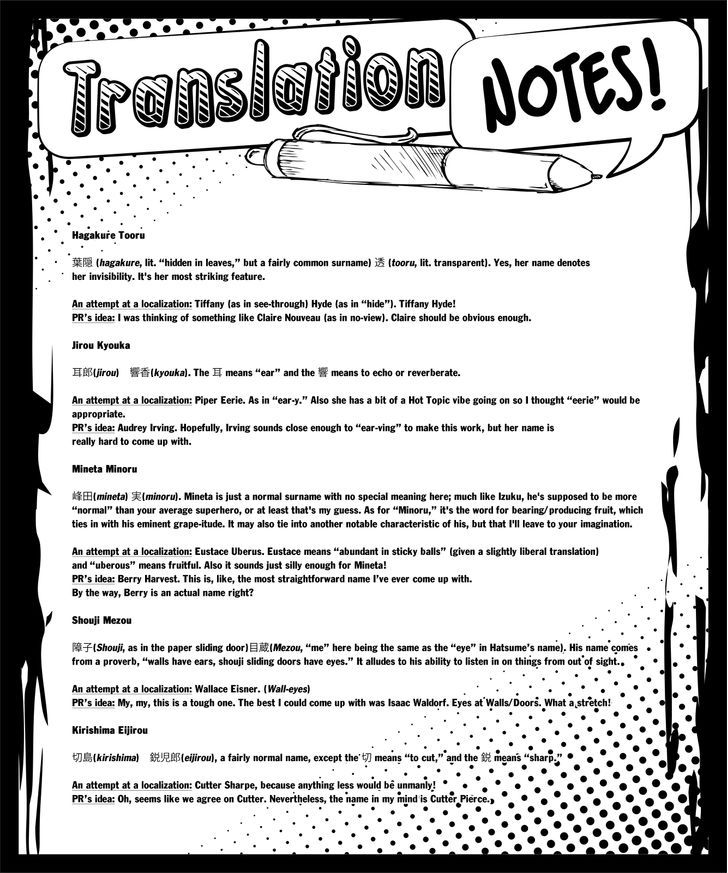 Translation
NOTES!
Hagakure Tooru
葉隠 (hagakure, lit. “hidden in leaves,” but a fairly common surname) 透 (tooru, lit. transparent). Yes, her name denotes
her invisibility. It's her most striking feature.
An attempt at a localization: Tiffany (as in see-through) Hyde (as in “hide”). Tiffany Hyde!
PR’s idea: I was thinking of something like Claire Nouveau (as in no-view). Claire should be obvious enough.
Jirou Kyouka
耳郎(jirou) 響香(kyouka). The 耳 means “ear” and the 響 means to echo or reverberate.
An attempt at a localization: Piper Eerie. As in “ear-y.” Also she has a bit of a Hot Topic vibe going on so I thought “eerie” would be
appropriate.
PR’s idea: Audrey Irving. Hopefully, Irving sounds close enough to “ear-ving” to make this work, but her name is
really hard to come up with.
Mineta Minoru
峰田(mineta) 実(minoru). Mineta is just a normal surname with no special meaning here; much like Izuku, he's supposed to be more
“normal” than your average superhero, or at least that's my guess. As for “Minoru,” it's the word for bearing/producing fruit, which
ties in with his eminent grape-itude. It may also tie into another notable characteristic of his, but that I'll leave to your imagination.
An attempt at a localization: Eustace Uberus. Eustace means “abundant in sticky balls” (given a slightly liberal translation)
and “uberous” means fruitful. Also it sounds just silly enough for Mineta!
PR’s idea: Berry Harvest. This is, like, the most straightforward name I’ve ever come up with.
By the way, Berry is an actual name right?
Shouji Mezou
障子(Shouji, as in the paper sliding door)目蔵(Mezou, “me” here being the same as the “eye” in Hatsume’s name). His name comes
from a proverb, “walls have ears, shouji sliding doors have eyes.” It alludes to his ability to listen in on things from out of sight.
An attempt at a localization: Wallace Eisner. (Wall-eyes)
PR’s idea: My, my, this is a tough one. The best I could come up with was Isaac Waldorf. Eyes at Walls/Doors. What a stretch!
Kirishima Eijirou
切島(kirishima) 鋭児郎(eijirou), a fairly normal name, except the 切 means “to cut,” and the 鋭 means “sharp.”
An attempt at a localization: Cutter Sharpe, because anything less would be unmanly!
PR’s idea: Oh, seems like we agree on Cutter. Nevertheless, the name in my mind is Cutter Pierce.